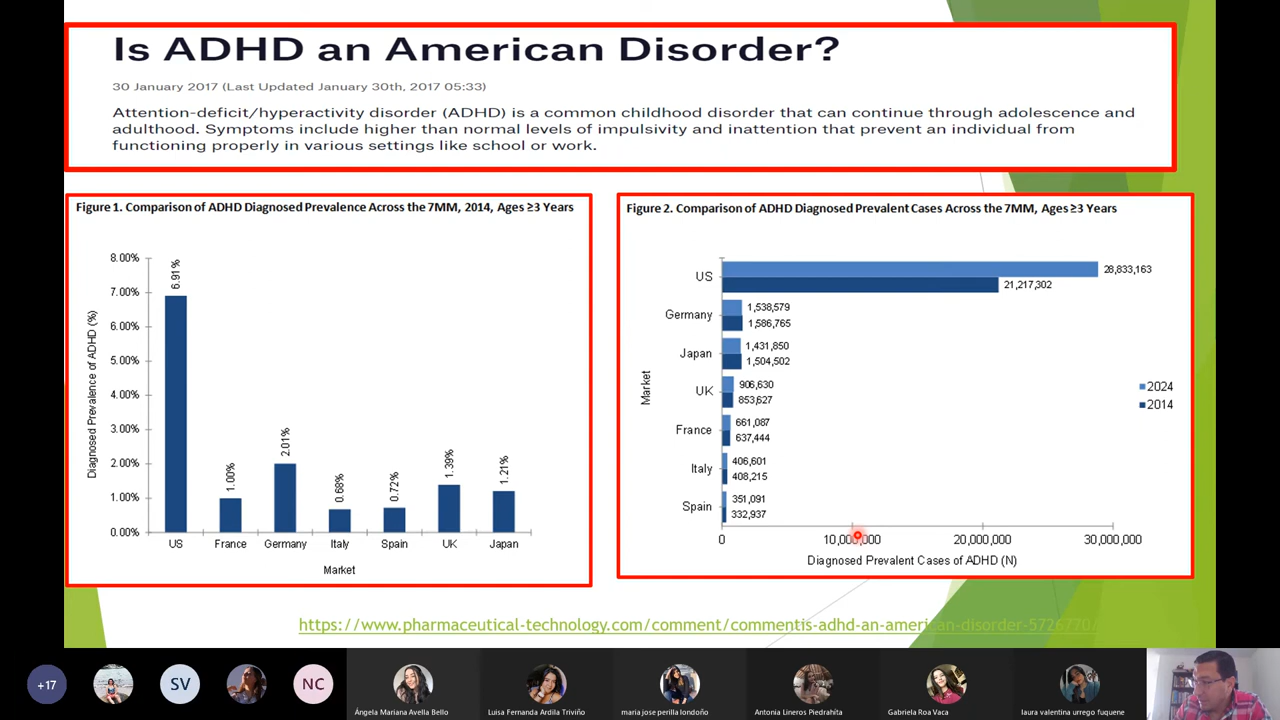 Is ADHD an American Disorder?
30 January 2017 (Last Updated January 30th, 2017 05:33)
Attention-deficit/hyperactivity disorder (ADHD) is a common childhood disorder that can continue through adolescence and
adulthood. Symptoms include higher than normal levels of impulsivity and inattention that prevent an individual from
functioning properly in various settings like school or work.
Figure 1. Comparison of ADHD Diagnosed Prevalence Across the 7MM, 2014, Ages ≥3 Years
Diagnosed Prevalence of ADHD (%)
8.00%
7.00%
6.00%
5.00%
4.00%
3.00%
2.00%
1.00%
0.00%
6.91%
1.00%
2.01%
0.68%
0.72%
1.39%
1.21%
US France Germany Italy Spain UK Japan
Market
Figure 2. Comparison of ADHD Diagnosed Prevalent Cases Across the 7MM, Ages ≥3 Years
Market
US
28,833,163
21,217,302
Germany
1,538,579
1,586,765
Japan
1,431,850
1,504,502
UK
906,630
853,627
France
661,087
637,444
Italy
406,601
408,215
Spain
351,091
332,937
2024
2014
0 10,000,000 20,000,000 30,000,000
Diagnosed Prevalent Cases of ADHD (N)
https://www.pharmaceutical-technology.com/comment/commentis-adhd-an-american-disorder-5726770/
+17
SV
NC
Ángela Mariana Avella Bello
Luisa Fernanda Ardila Triviño
maria jose perilla londoño
Antonia Lineros Piedrahíta
Gabriela Roa Vaca
laura valentina urrego fuquene